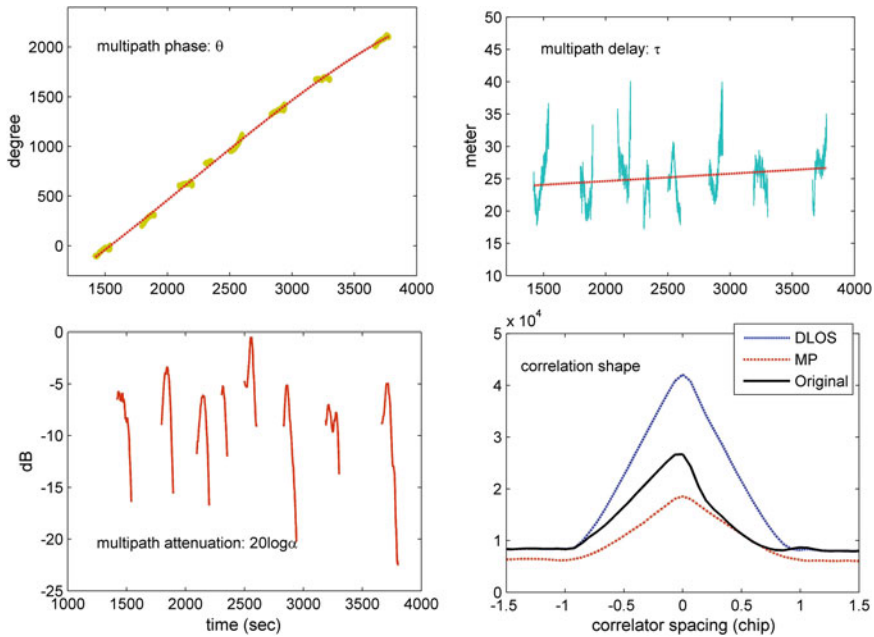 multipath phase: θ
degree
2000
1500
1000
500
0
1500 2000 2500 3000 3500 4000
multipath delay: τ
meter
50
45
40
35
30
25
20
15
10
1500 2000 2500 3000 3500 4000
multipath attenuation: 20logα
dB
0
-5
-10
-15
-20
-25
1000 1500 2000 2500 3000 3500 4000
time (sec)
x 10⁴
correlation shape
DLOS
MP
Original
5
4
3
2
1
0
-1.5 -1 -0.5 0 0.5 1 1.5
correlator spacing (chip)